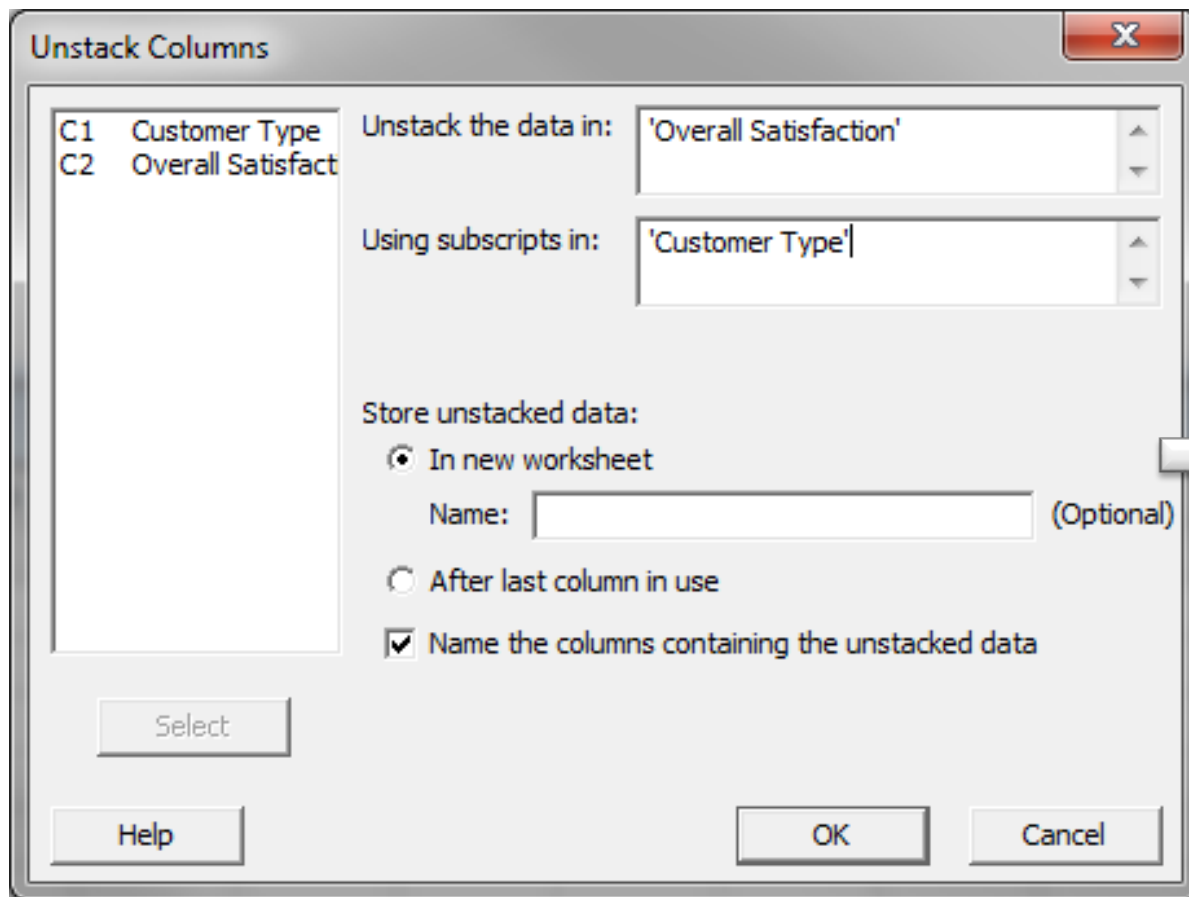 Unstack Columns
C1 Customer Type
C2 Overall Satisfact
Unstack the data in: 'Overall Satisfaction'
Using subscripts in: 'Customer Type'
Store unstacked data:
In new worksheet
Name: (Optional)
After last column in use
Name the columns containing the unstacked data
Select
Help OK Cancel